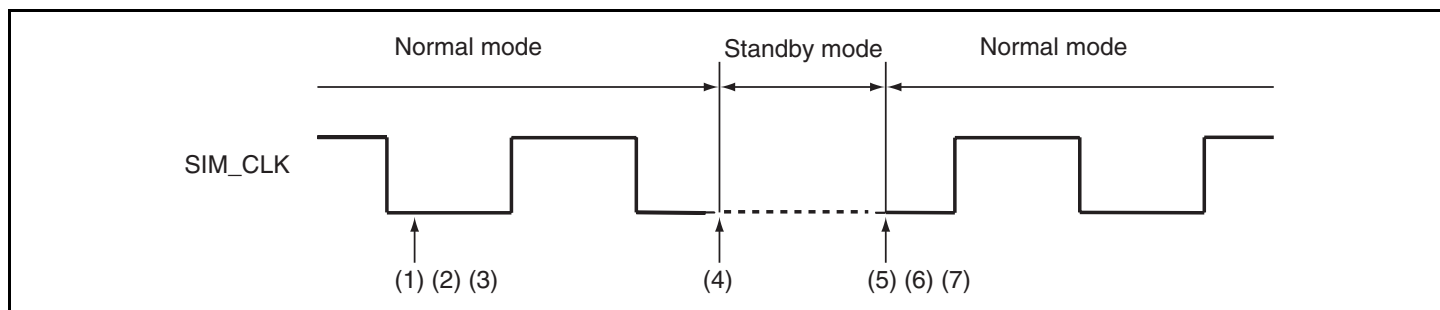 Normal mode
Standby mode
Normal mode
SIM_CLK
(1) (2) (3)
(4)
(5) (6) (7)